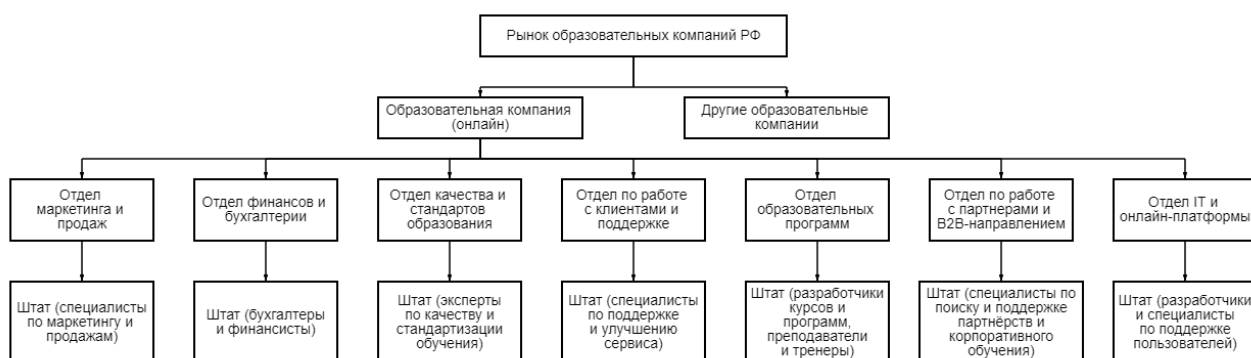 Рынок образовательных компаний РФ
Образовательная компания
(онлайн)
Другие образовательные
компании
Отдел
маркетинга и
продаж
Отдел финансов и
бухгалтерии
Отдел качества и
стандартов
образования
Отдел по работе
с клиентами и
поддержке
Отдел
образовательных
программ
Отдел по работе
с партнерами и
B2B-направлением
Отдел IT и
онлайн-платформы
Штат (специалисты
по маркетингу и
продажам)
Штат (бухгалтеры
и финансисты)
Штат (эксперты
по качеству и
стандартизации
обучения)
Штат (специалисты
по поддержке
и улучшению
сервиса)
Штат (разработчики
курсов и
программ,
преподаватели
и тренеры)
Штат (специалисты по
поиску и поддержке
партнёрств и
корпоративного
обучения)
Штат (разработчики
и специалисты
по поддержке
пользователей)